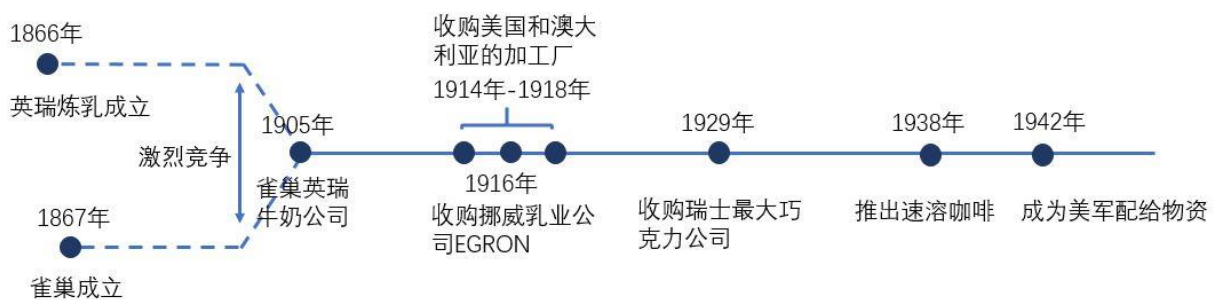 1866年
英瑞炼乳成立
激烈竞争
1867年
雀巢成立
1905年
雀巢英瑞
牛奶公司
收购美国和澳大
利亚的加工厂
1914年-1918年
1916年
收购挪威乳业公
司EGRON
1929年
收购瑞士最大巧
克力公司
1938年
推出速溶咖啡
1942年
成为美军配给物资